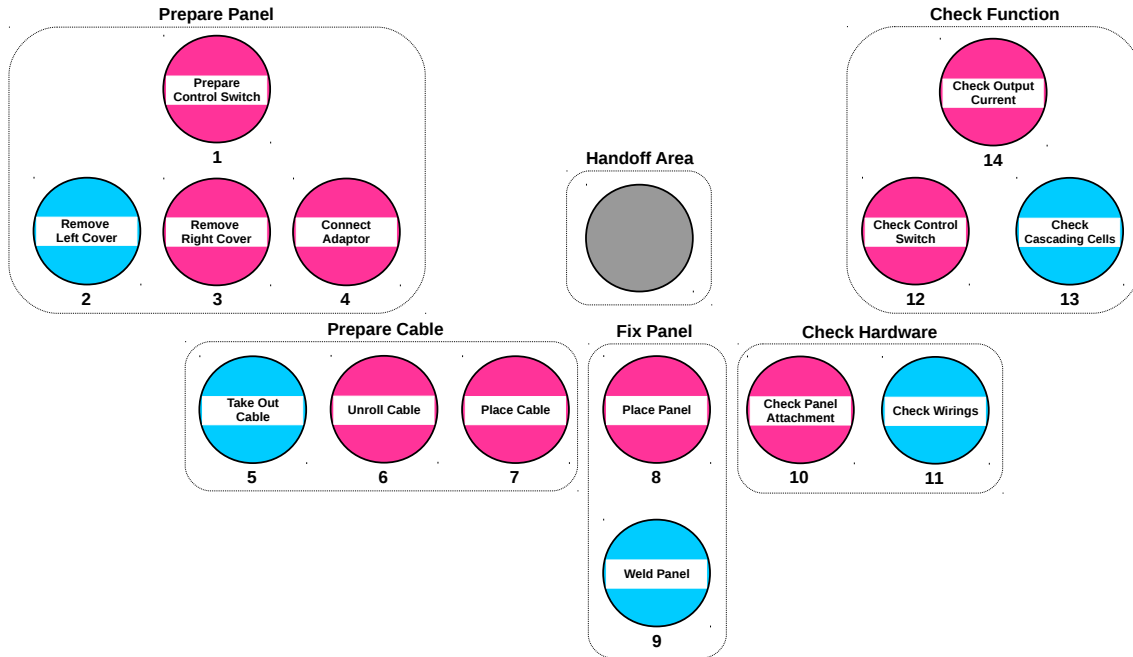 Prepare Panel
Check Function
Prepare
Control Switch
1
Check Output
Current
14
Handoff Area
Remove
Left Cover
2
Remove
Right Cover
3
Connect
Adaptor
4
Check Control
Switch
12
Check
Cascading Cells
13
Prepare Cable
Fix Panel
Check Hardware
Take Out
Cable
5
Unroll Cable
6
Place Cable
7
Place Panel
8
Check Panel
Attachment
10
Check Wirings
11
Weld Panel
9